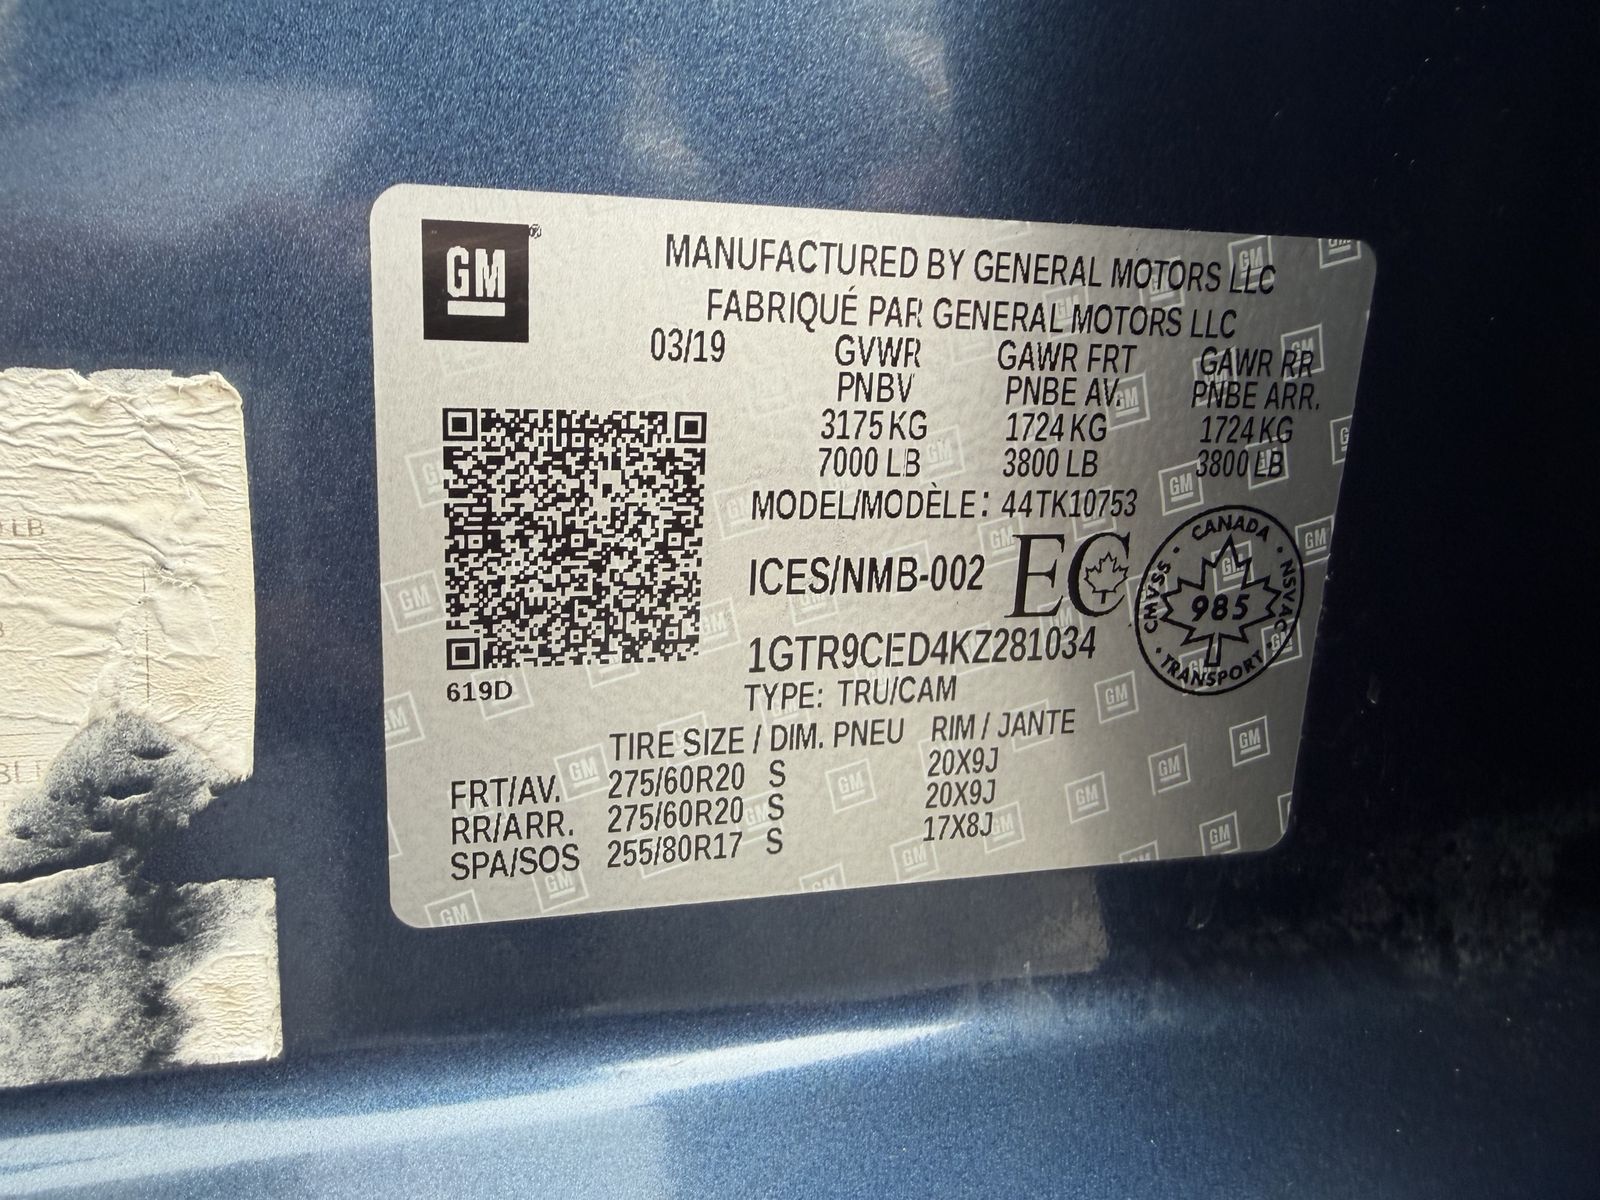 GM
MANUFACTURED BY GENERAL MOTORS LLC
FABRIQUÉ PAR GENERAL MOTORS LLC
03/19 GVWR GAWR FRT GAWR RR
PNBV PNBE AV. PNBE ARR.
3175 KG 1724 KG 1724 KG
7000 LB 3800 LB 3800 LB
MODEL/MODÈLE: 44TK10753
ICES/NMB-002 EC
CANADA
CMVSS 985 NSVAC
TRANSPORT
1GTR9CED4KZ281034
619D
TYPE: TRU/CAM
TIRE SIZE / DIM. PNEU RIM / JANTE
FRT/AV. 275/60R20 S 20X9J
RR/ARR. 275/60R20 S 20X9J
SPA/SOS 255/80R17 S 17X8J
LB